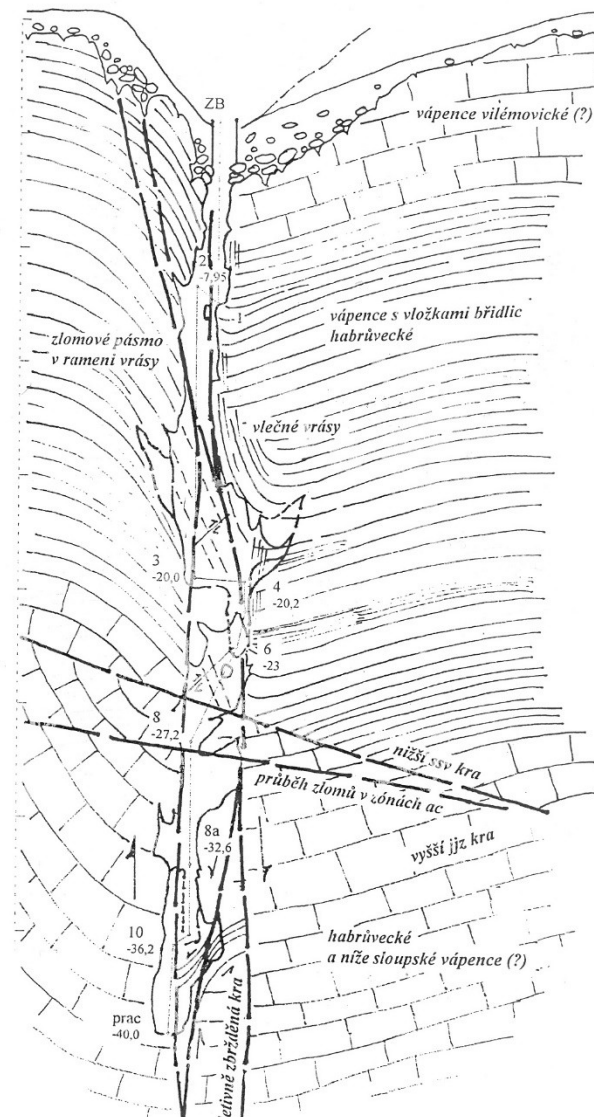 ZB
vápence vilémovické (?)
2
-7,95
1
zlomové pásmo
v rameni vrásy
vápence s vložkami břidlic
habrůvecké
vlečné vrásy
3
-20,0
4
-20,2
6
-23
8
-27,2
nižší ssv kra
průběh zlomů v zónách ac
vyšší jjz kra
8a
-32,6
10
-36,2
habrůvecké
a níže sloupské vápence (?)
prac
-40,0
zbržděná kra